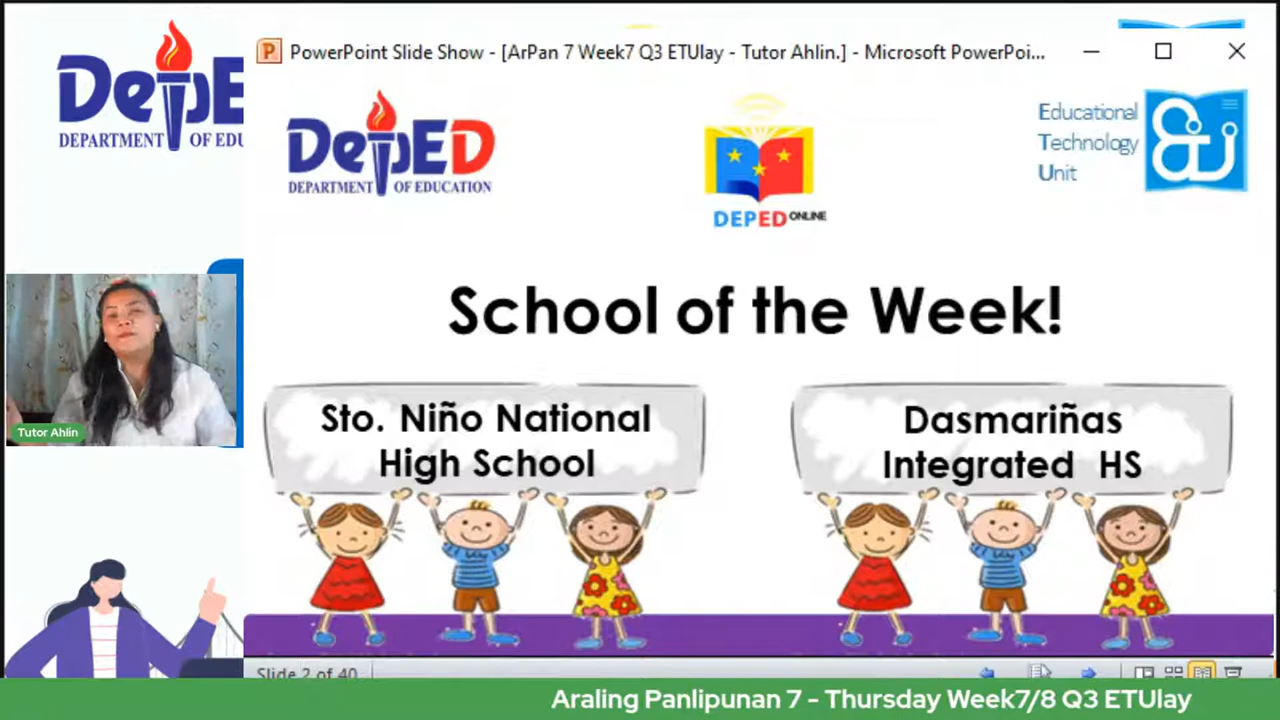 DepE
DEPARTMENT OF EDU
PowerPoint Slide Show - [ArPan 7 Week7 Q3 ETUlay - Tutor Ahlin.] - Microsoft PowerPoi...
DepED
DEPARTMENT OF EDUCATION
DEPED ONLINE
Educational
Technology
Unit
School of the Week!
Sto. Niño National
High School
Dasmariñas
Integrated HS
Tutor Ahlin
Slide 2 of 40
Araling Panlipunan 7 - Thursday Week7/8 Q3 ETUlay